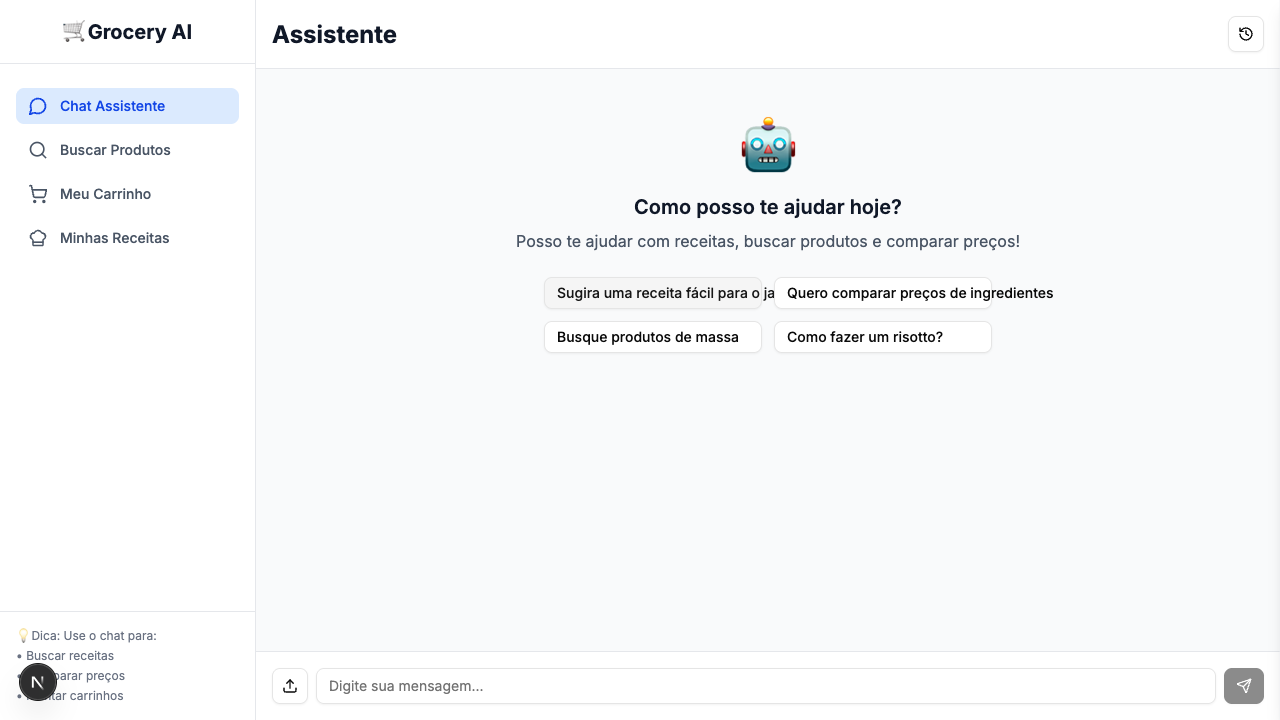 Grocery AI
Chat Assistente
Buscar Produtos
Meu Carrinho
Minhas Receitas
💡Dica: Use o chat para:
• Buscar receitas
parar preços
tar carrinhos
N
Assistente
Como posso te ajudar hoje?
Posso te ajudar com receitas, buscar produtos e comparar preços!
Sugira uma receita fácil para o ja
Quero comparar preços de ingredientes
Busque produtos de massa
Como fazer um risotto?
Digite sua mensagem...